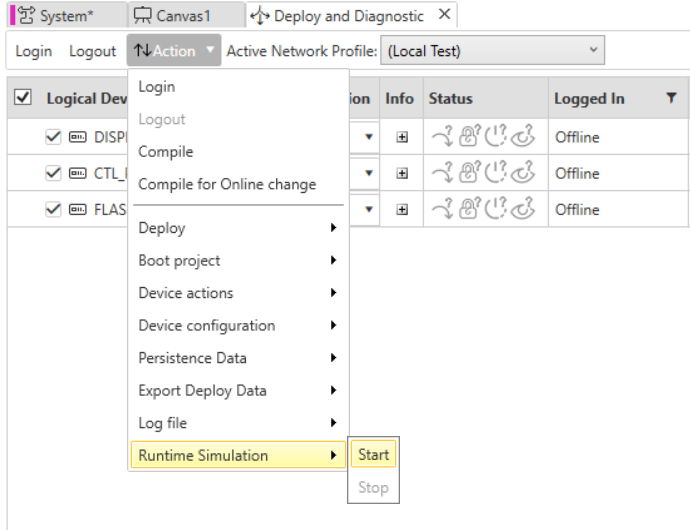 System*
Canvas1
Deploy and Diagnostic
Login Logout Action Active Network Profile: (Local Test)
Logical Dev ion Info Status Logged In
DISP Offline
CTL_ Offline
FLAS Offline
Login
Logout
Compile
Compile for Online change
Deploy
Boot project
Device actions
Device configuration
Persistence Data
Export Deploy Data
Log file
Runtime Simulation
Start
Stop